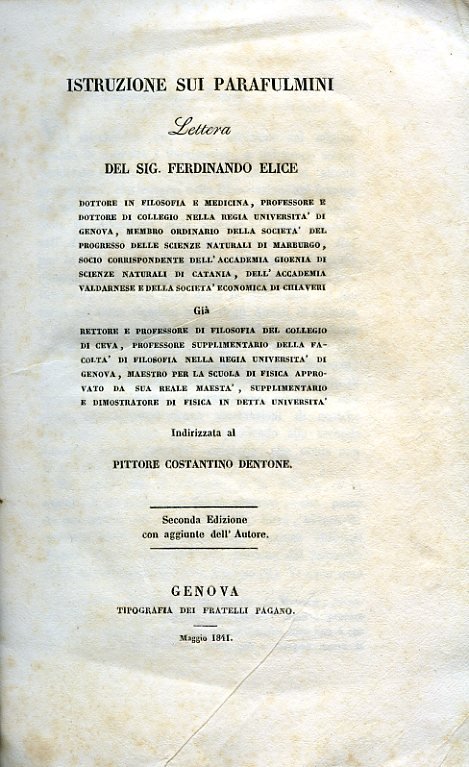 ISTRUZIONE SUI PARAFULMINI
Lettera
DEL SIG. FERDINANDO ELICE
DOTTORE IN FILOSOFIA E MEDICINA, PROFESSORE E
DOTTORE DI COLLEGIO NELLA REGIA UNIVERSITA' DI
GENOVA, MEMBRO ORDINARIO DELLA SOCIETA' DEL
PROGRESSO DELLE SCIENZE NATURALI DI MARBURGO,
SOCIO CORRISPONDENTE DELL'ACCADEMIA GIOENIA DI
SCIENZE NATURALI DI CATANIA, DELL'ACCADEMIA
VALDARNESE E DELLA SOCIETA' ECONOMICA DI CHIAVERI
Già
RETTORE E PROFESSORE DI FILOSOFIA DEL COLLEGIO
DI CEVA, PROFESSORE SUPPLIMENTARIO DELLA FA-
COLTA' DI FILOSOFIA NELLA REGIA UNIVERSITA' DI
GENOVA, MAESTRO PER LA SCUOLA DI FISICA APPRO-
VATO DA SUA REALE MAESTA', SUPPLIMENTARIO
E DIMOSTRATORE DI FISICA IN DETTA UNIVERSITA'
Indirizzata al
PITTORE COSTANTINO DENTONE.
Seconda Edizione
con aggiunte dell'Autore.
GENOVA
TIPOGRAFIA DEI FRATELLI PAGANO.
Maggio 1841.